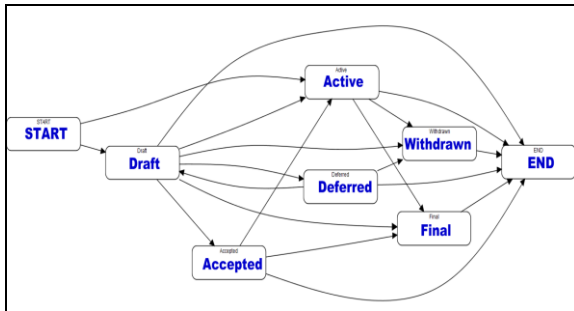 START
START
Draft
Draft
Active
Active
Deferred
Deferred
Accepted
Accepted
Withdrawn
Withdrawn
Final
Final
END
END